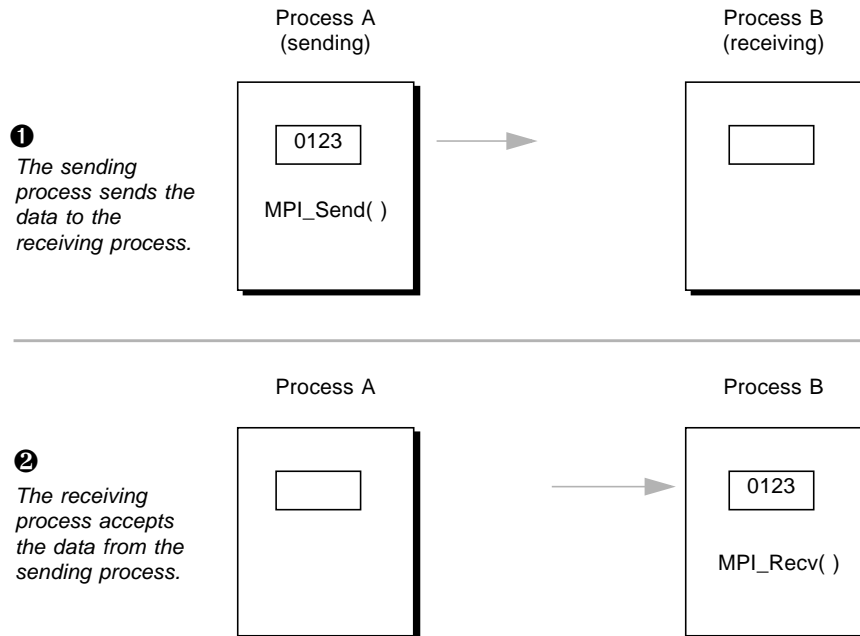 Process A
(sending)
Process B
(receiving)
❶
The sending
process sends the
data to the
receiving process.
0123
MPI_Send( )
Process A
Process B
❷
The receiving
process accepts
the data from the
sending process.
0123
MPI_Recv( )